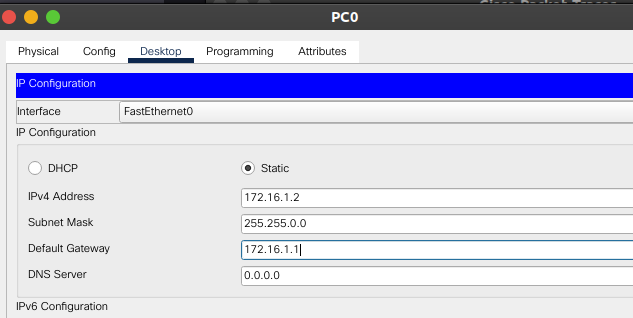 PC0
Physical Config Desktop Programming Attributes
IP Configuration
Interface FastEthernet0
IP Configuration
DHCP Static
IPv4 Address 172.16.1.2
Subnet Mask 255.255.0.0
Default Gateway 172.16.1.1
DNS Server 0.0.0.0
IPv6 Configuration